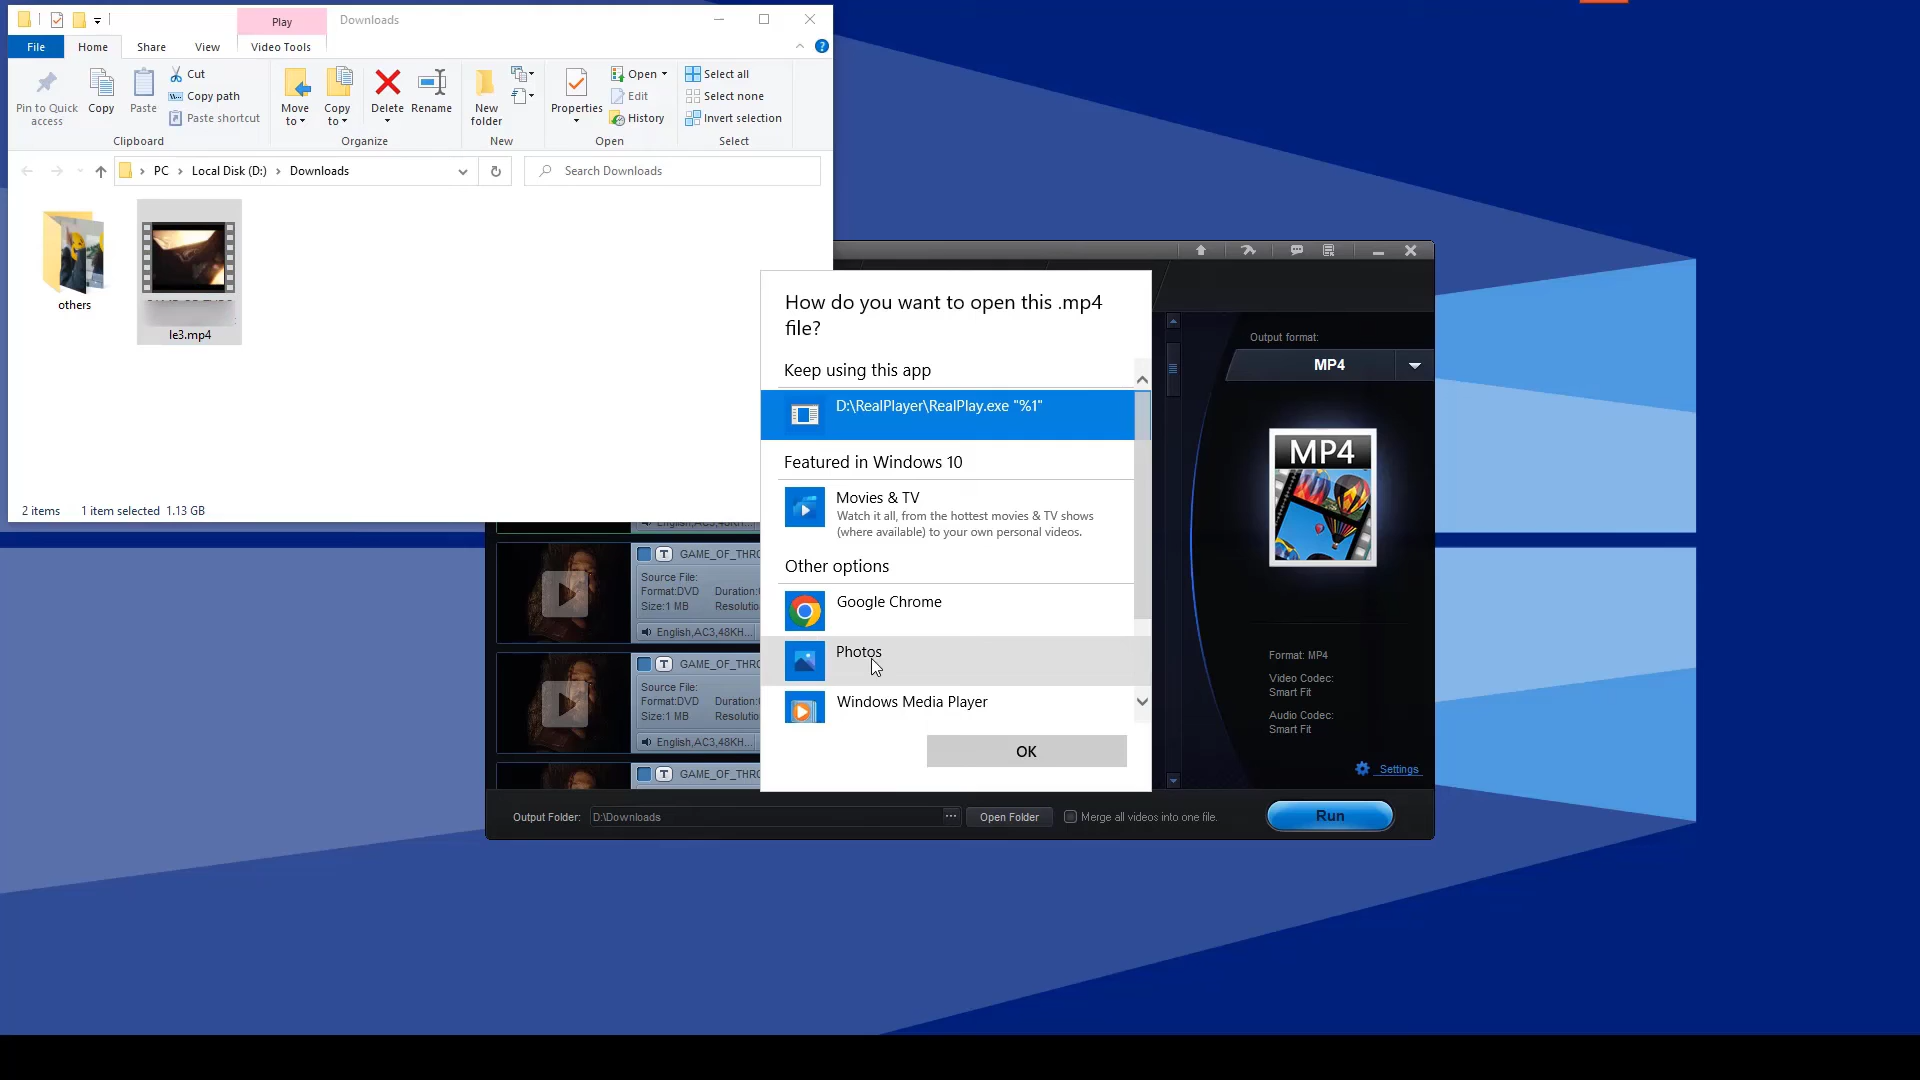 Play
Downloads
File
Home
Share
View
Video Tools
Pin to Quick
access
Copy
Paste
Cut
Copy path
Paste shortcut
Clipboard
Move
to
Copy
to
Delete
Rename
Organize
New
folder
New
Properties
Open
Edit
History
Open
Select all
Select none
Invert selection
Select
PC
Local Disk (D:)
Downloads
Search Downloads
others
le3.mp4
2 items
1 item selected 1.13 GB
How do you want to open this .mp4
file?
Keep using this app
D:\RealPlayer\RealPlay.exe "%1"
Featured in Windows 10
Movies & TV
Watch it all, from the hottest movies & TV shows
(where available) to your own personal videos.
Other options
Google Chrome
Photos
Windows Media Player
OK
English,AC3,48KH...
T GAME_OF_THRO
Source File:
Format:DVD Duration:
Size:1 MB Resolutio
English,AC3,48KH...
T GAME_OF_THRO
Source File:
Format:DVD Duration:
Size:1 MB Resolutio
English,AC3,48KH...
T GAME_OF_THRO
Output format:
MP4
MP4
Format: MP4
Video Codec:
Smart Fit
Audio Codec:
Smart Fit
Settings
Output Folder:
D:\Downloads
...
Open Folder
Merge all videos into one file.
Run